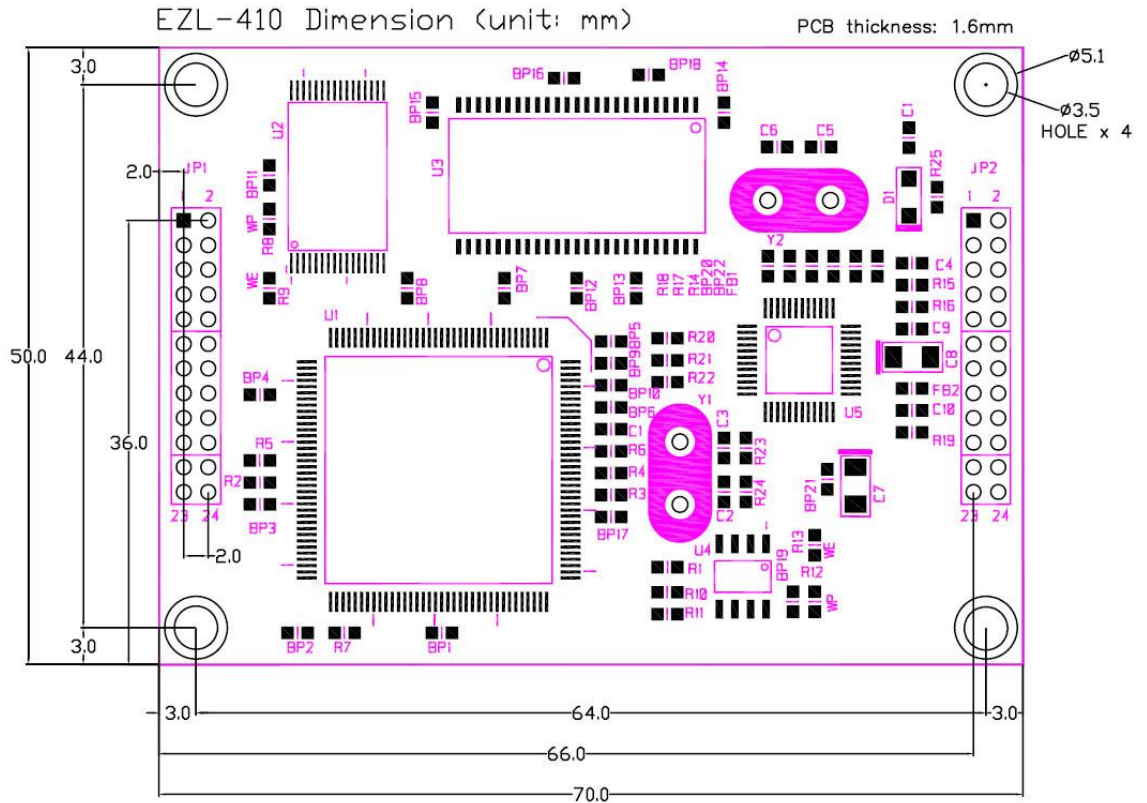 EZL-410 Dimension (unit: mm)
PCB thickness: 1.6mm
3.0
BP16
BP18
BP14
BP15
ø5.1
ø3.5
HOLE x 4
U2
U3
C6
C5
C1
R25
2.0
JP1
JP2
1
2
1
2
BP11
D1
WP
R8
Y2
WE
R9
BP8
BP7
BP12
BP13
R18
R17
R14
BP20
BP22
FB1
C4
R15
R16
C9
U1
BP5
R20
BP9
R21
C8
50.0
44.0
BP4
R22
BP10
Y1
FB2
BP6
U5
C10
36.0
C1
C3
R19
R5
R6
R23
R2
R4
BP21
C7
R3
R24
23
24
23
24
BP3
BP17
C2
2.0
U4
BP19
R13
WE
R1
R12
R10
WP
R11
3.0
BP2
R7
BP1
3.0
64.0
3.0
66.0
70.0